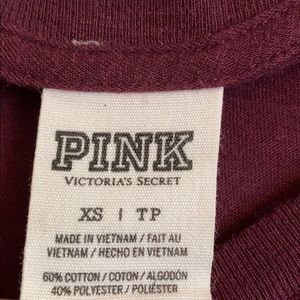 PINK
VICTORIA'S SECRET
XS | TP
MADE IN VIETNAM / FAIT AU
VIETNAM / HECHO EN VIETNAM
60% COTTON / COTON / ALGODÓN
40% POLYESTER / POLIÉSTER